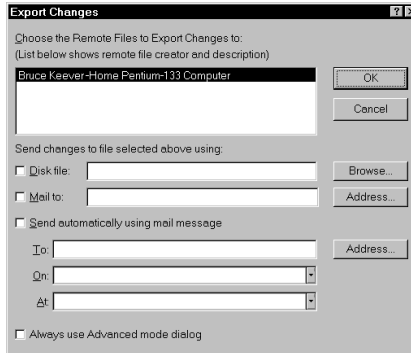 Export Changes
Choose the Remote Files to Export Changes to:
(List below shows remote file creator and description)
Bruce Keever-Home Pentium-133 Computer
OK
Cancel
Send changes to file selected above using:
Disk file:
Browse...
Mail to:
Address...
Send automatically using mail message
To:
Address...
On:
At:
Always use Advanced mode dialog